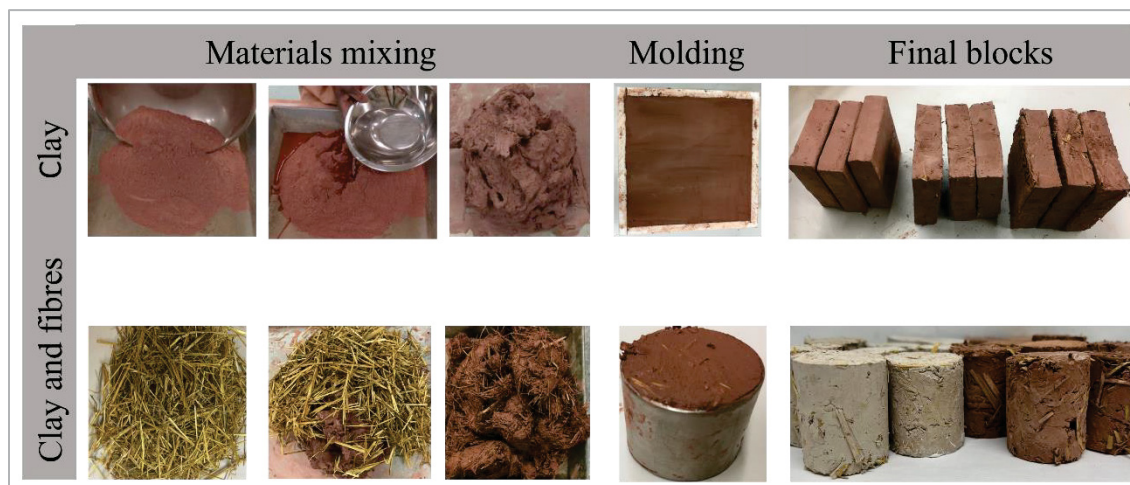 Materials mixing
Molding
Final blocks
Clay
Clay and fibres